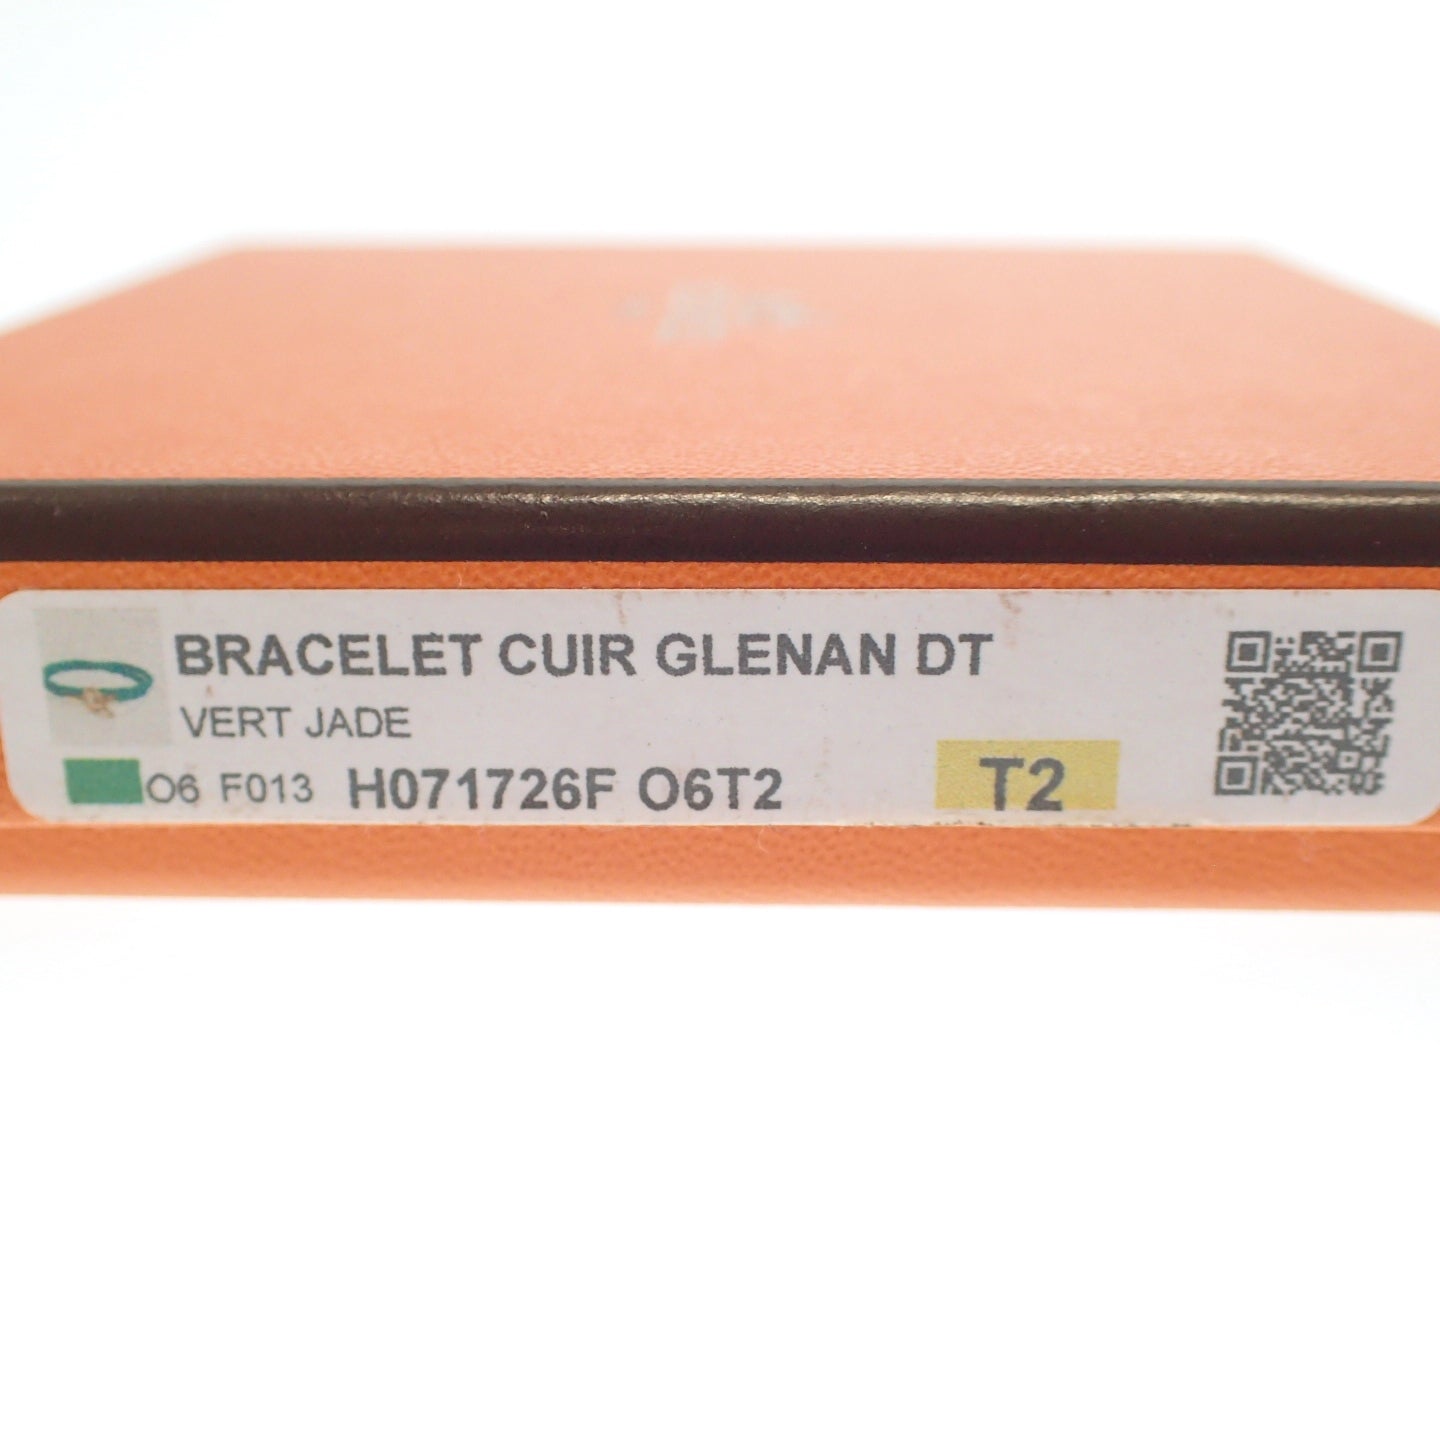 BRACELET CUIR GLENAN DT
VERT JADE
O6 F013 H071726F O6T2 T2